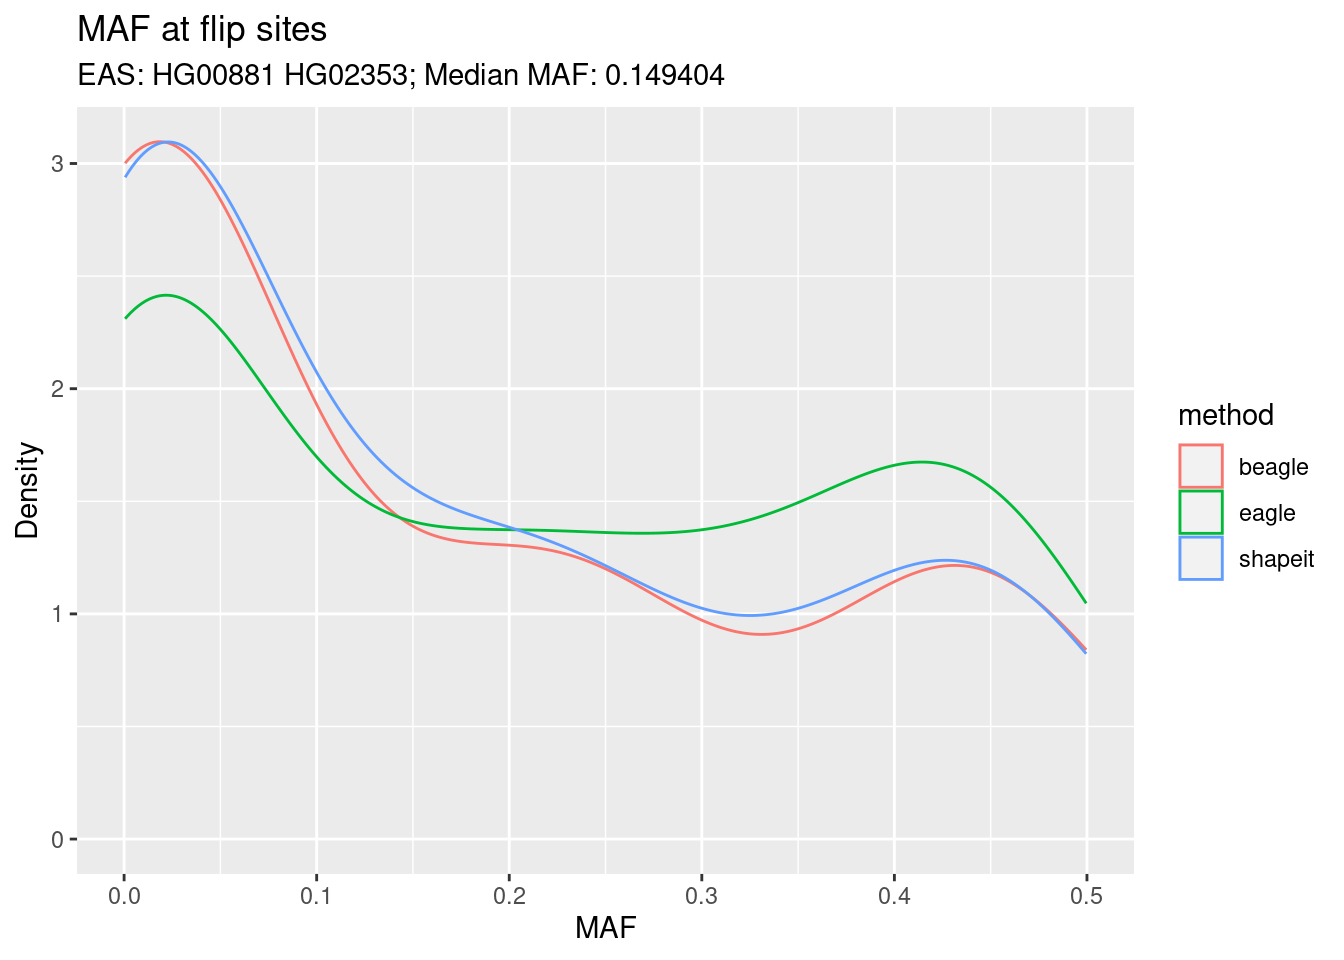 MAF at flip sites
EAS: HG00881 HG02353; Median MAF: 0.149404
3
2
1
0
Density
0.0 0.1 0.2 0.3 0.4 0.5
MAF
method
beagle
eagle
shapeit